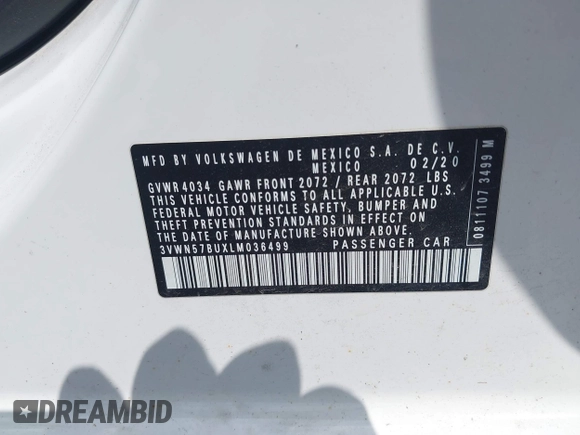 MFD BY VOLKSWAGEN DE MEXICO S.A. DE C.V.
MEXICO 02/20
GVWR 4034 GAWR FRONT 2072 / REAR 2072 LBS
THIS VEHICLE CONFORMS TO ALL APPLICABLE U.S.
FEDERAL MOTOR VEHICLE SAFETY, BUMPER AND
THEFT PREVENTION STANDARDS IN EFFECT ON
THE DATE OF MANUFACTURE SHOWN ABOVE.
3VWN57BUXLM036499 PASSENGER CAR
0811107 3499 M
DREAMBID